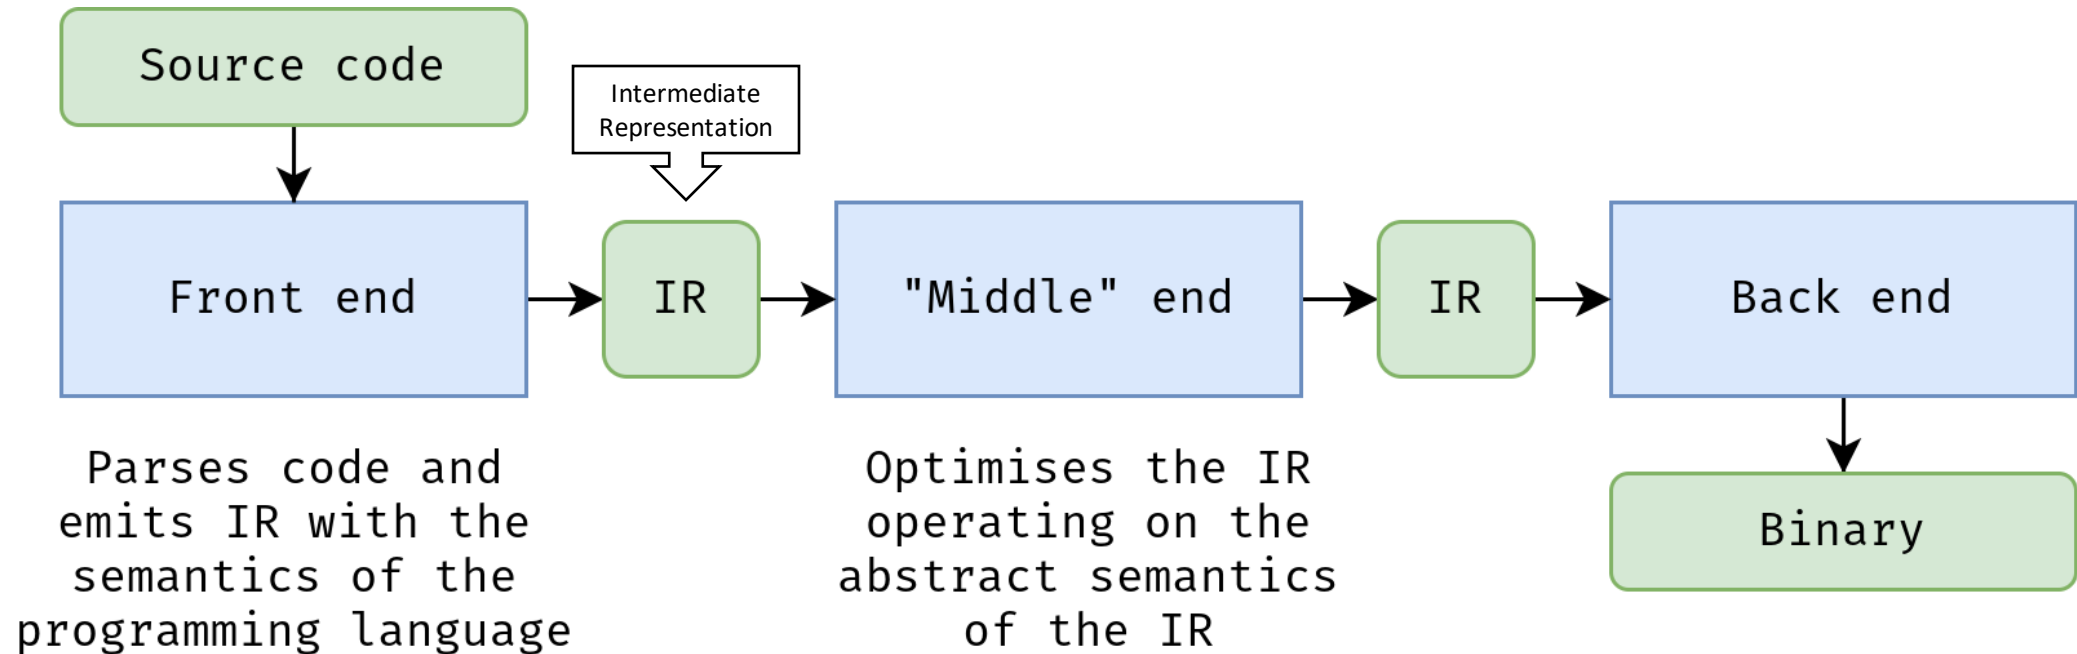 Source code
Intermediate
Representation
Front end
IR
"Middle" end
IR
Back end
Parses code and
emits IR with the
semantics of the
programming language
Optimises the IR
operating on the
abstract semantics
of the IR
Binary